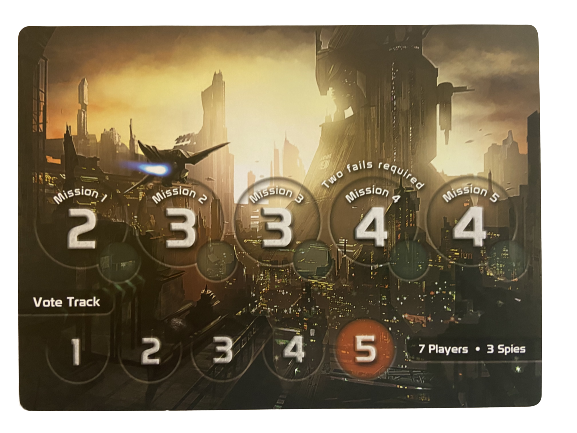 Two fails required
Mission 1 Mission 2 Mission 3 Mission 4 Mission 5
2 3 3 4 4
Vote Track
1 2 3 4 5
7 Players • 3 Spies